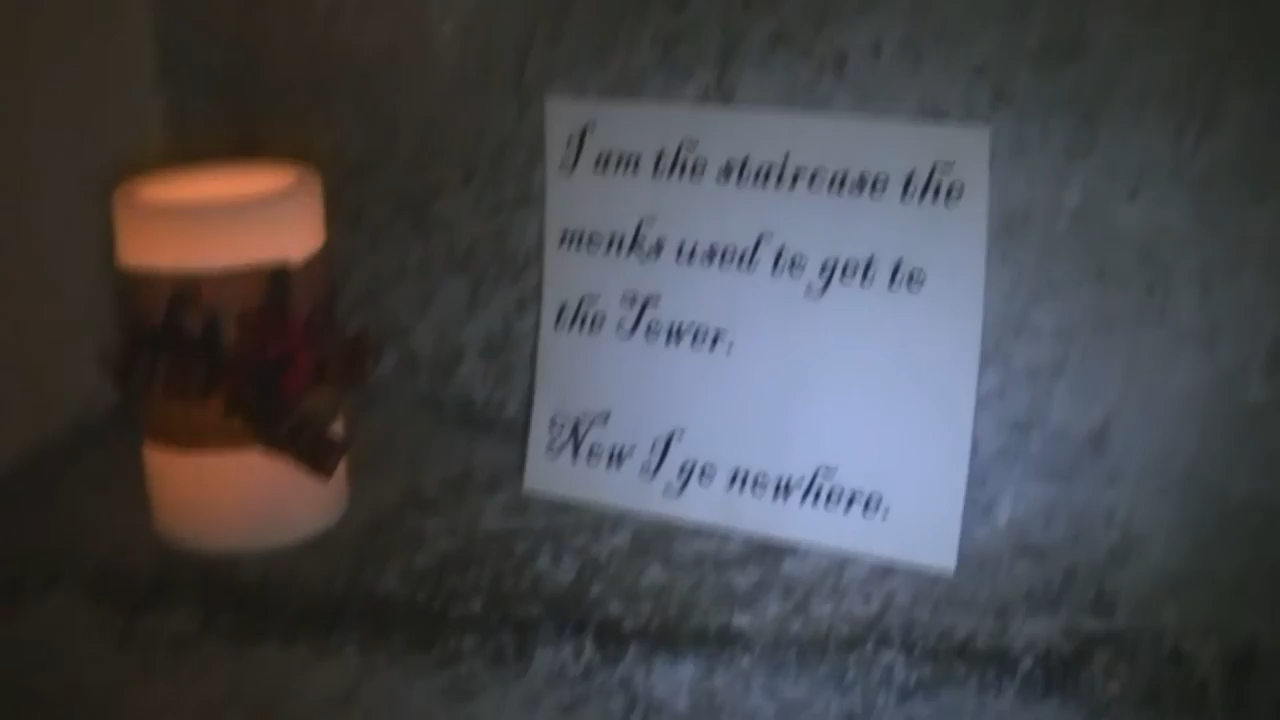 I am the staircase the
monks used to get to
the Tower.
Now I go nowhere.